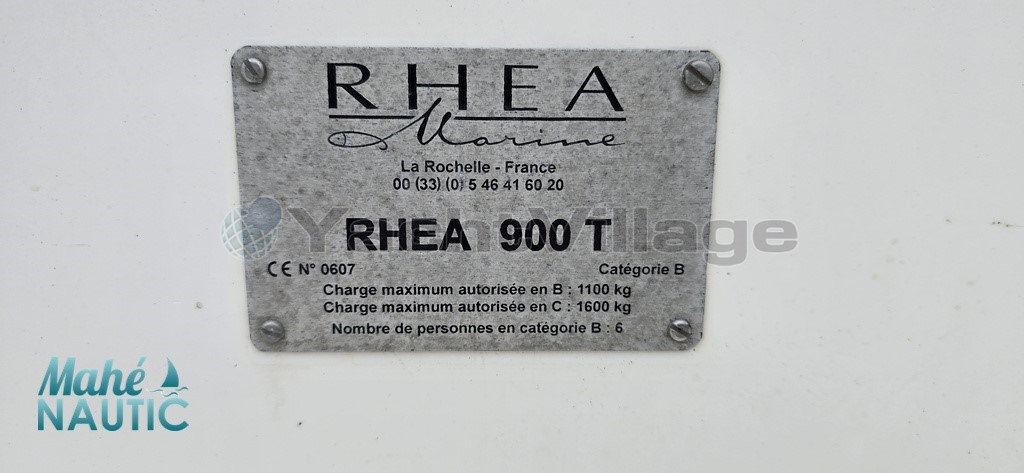 RHEA
Marine
La Rochelle - France
00 (33) (0) 5 46 41 60 20
YachtVillage
RHEA 900 T
CE N° 0607
Catégorie B
Charge maximum autorisée en B : 1100 kg
Charge maximum autorisée en C : 1600 kg
Nombre de personnes en catégorie B : 6
Mahé
NAUTIC